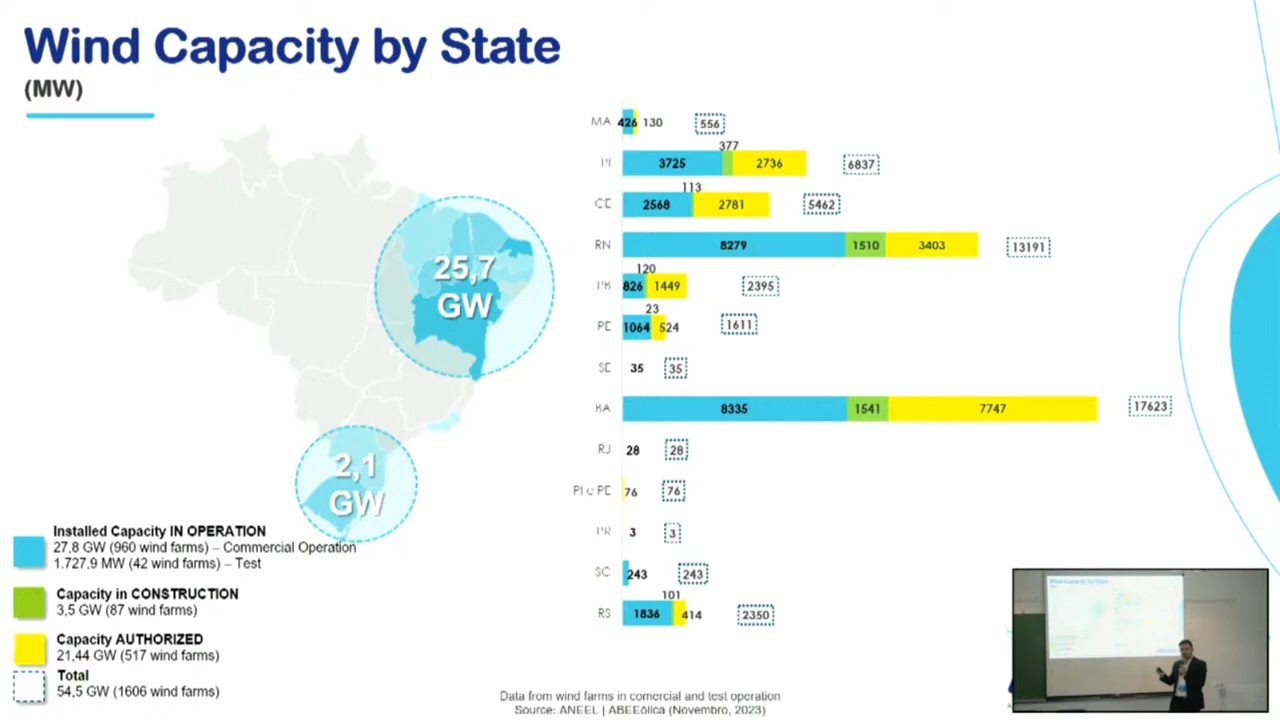 Wind Capacity by State
(MW)
25,7
GW
2,1
GW
Installed Capacity IN OPERATION
27,8 GW (960 wind farms) – Commercial Operation
1.727,9 MW (42 wind farms) – Test
Capacity in CONSTRUCTION
3,5 GW (87 wind farms)
Capacity AUTHORIZED
21,44 GW (517 wind farms)
Total
54,5 GW (1606 wind farms)
MA 426 130 556
377
PI 3725 2736 6837
113
CE 2568 2781 5462
RN 8279 1510 3403 13191
120
PB 826 1449 2395
23
PE 1064 524 1611
SE 35 35
BA 8335 1541 7747 17623
RJ 28 28
PI e PE 76 76
PR 3 3
SC 243 243
101
RS 1836 414 2350
Data from wind farms in comercial and test operation
Source: ANEEL | ABEEólica (Novembro, 2023)
Wind Capacity by State